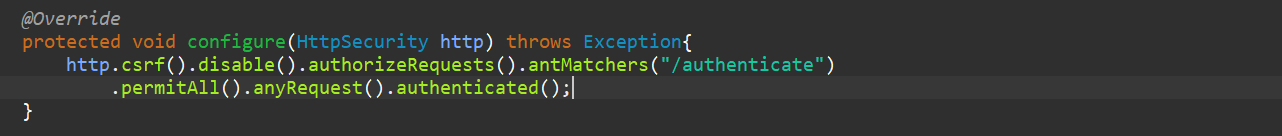 @Override
protected void configure(HttpSecurity http) throws Exception{
http.csrf().disable().authorizeRequests().antMatchers("/authenticate")
.permitAll().anyRequest().authenticated();
}